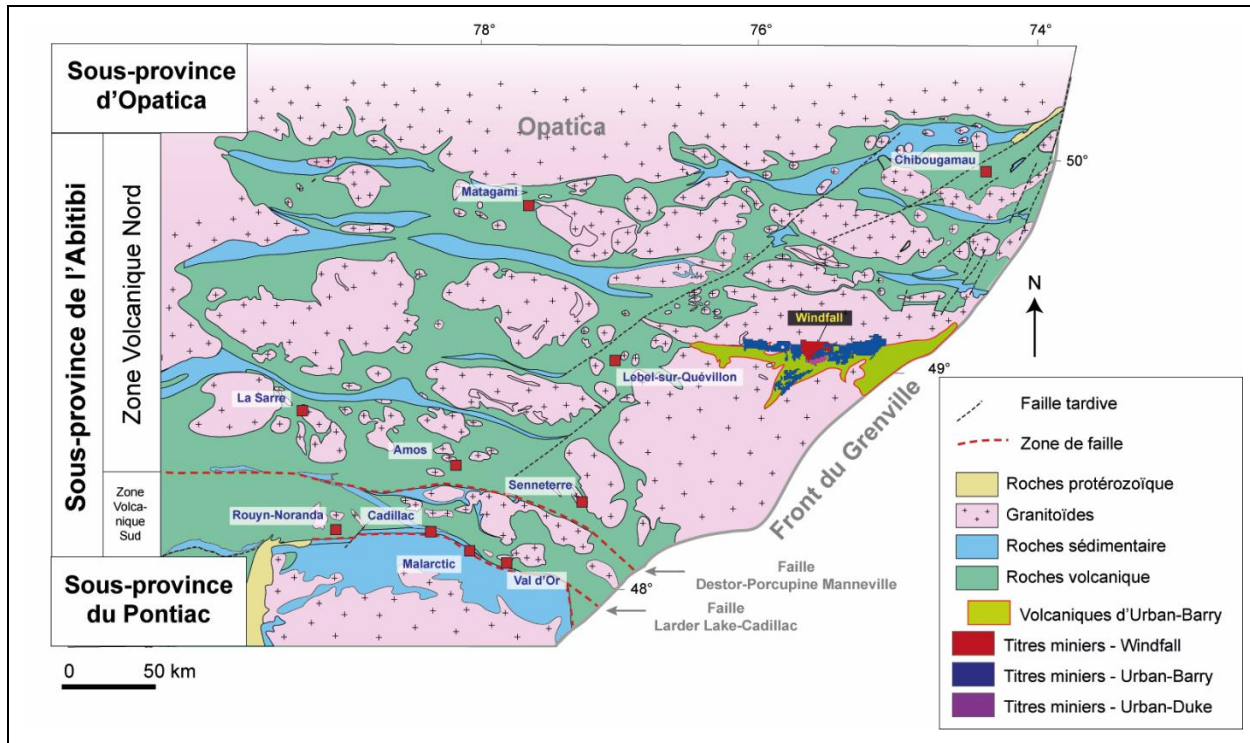 78°
76°
74°
Sous-province
d'Opatica
Opatica
Chibougamau
50°
Matagami
Sous-province de l'Abitibi
Zone Volcanique Nord
N
Windfall
Lebel-sur-Quévillon
49°
La Sarre
Amos
Front du Grenville
Senneterre
Zone
Volca-
nique
Sud
Rouyn-Noranda
Cadillac
Malarctic
Val d'Or
48°
Faille
Destor-Porcupine Manneville
Faille
Larder Lake-Cadillac
Sous-province
du Pontiac
0 50 km
Faille tardive
Zone de faille
Roches protérozoïque
Granitoïdes
Roches sédimentaire
Roches volcanique
Volcaniques d'Urban-Barry
Titres miniers - Windfall
Titres miniers - Urban-Barry
Titres miniers - Urban-Duke